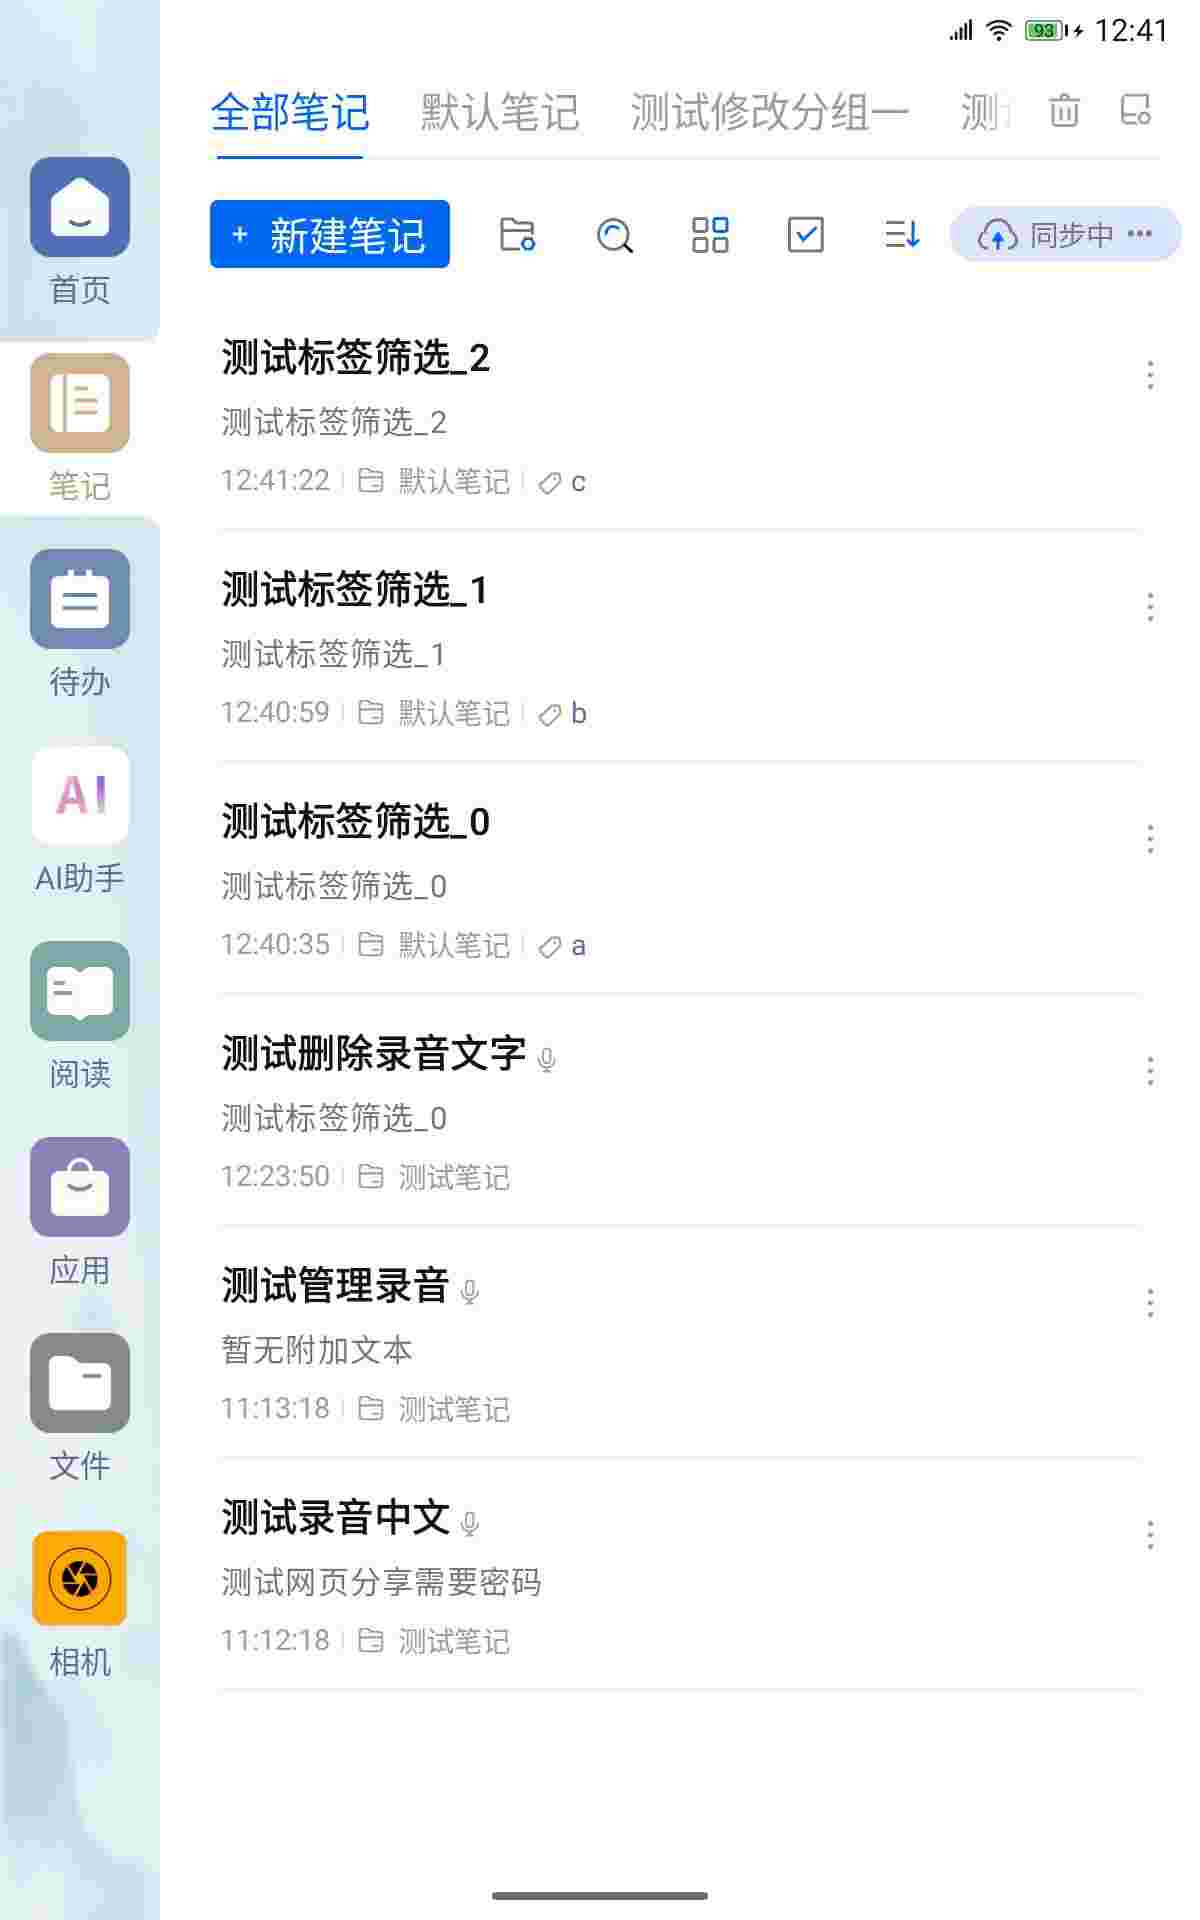 93 12:41
全部笔记 默认笔记 测试修改分组一 测
+ 新建笔记 同步中 •••
首页
笔记
待办
AI
AI助手
阅读
应用
文件
相机
测试标签筛选_2
测试标签筛选_2
12:41:22 默认笔记 c
测试标签筛选_1
测试标签筛选_1
12:40:59 默认笔记 b
测试标签筛选_0
测试标签筛选_0
12:40:35 默认笔记 a
测试删除录音文字
测试标签筛选_0
12:23:50 测试笔记
测试管理录音
暂无附加文本
11:13:18 测试笔记
测试录音中文
测试网页分享需要密码
11:12:18 测试笔记